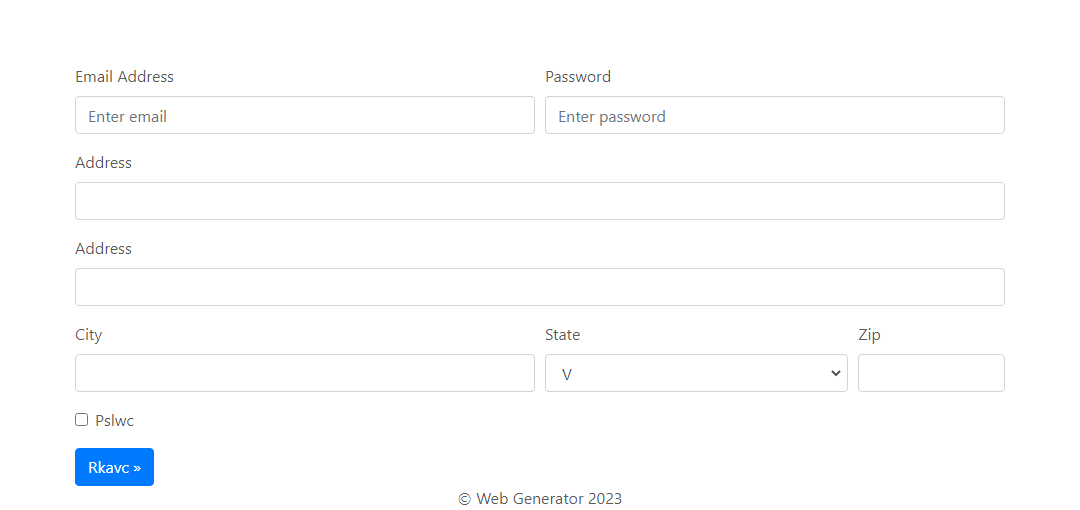 Email Address Password
Enter email Enter password
Address
Address
City State Zip
V
Pslwc
Rkavc »
© Web Generator 2023